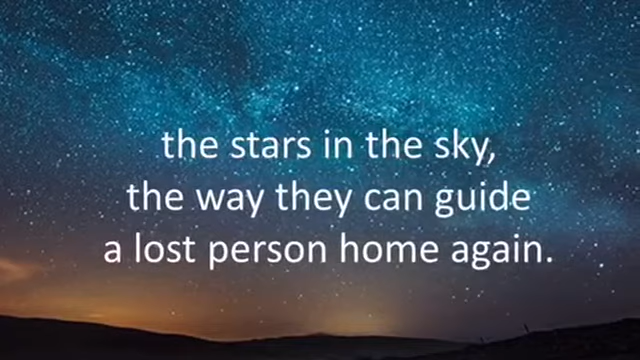 the stars in the sky,
the way they can guide
a lost person home again.